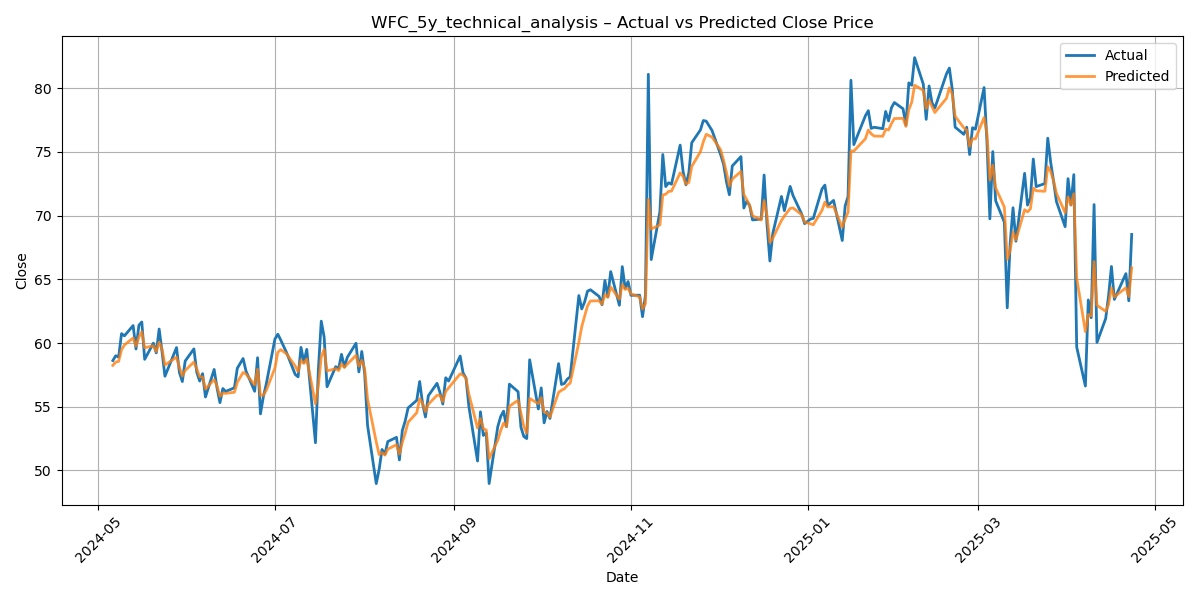 WFC_5y_technical_analysis – Actual vs Predicted Close Price
Actual
Predicted
80
75
70
65
60
55
50
Close
2024-05
2024-07
2024-09
2024-11
2025-01
2025-03
2025-05
Date